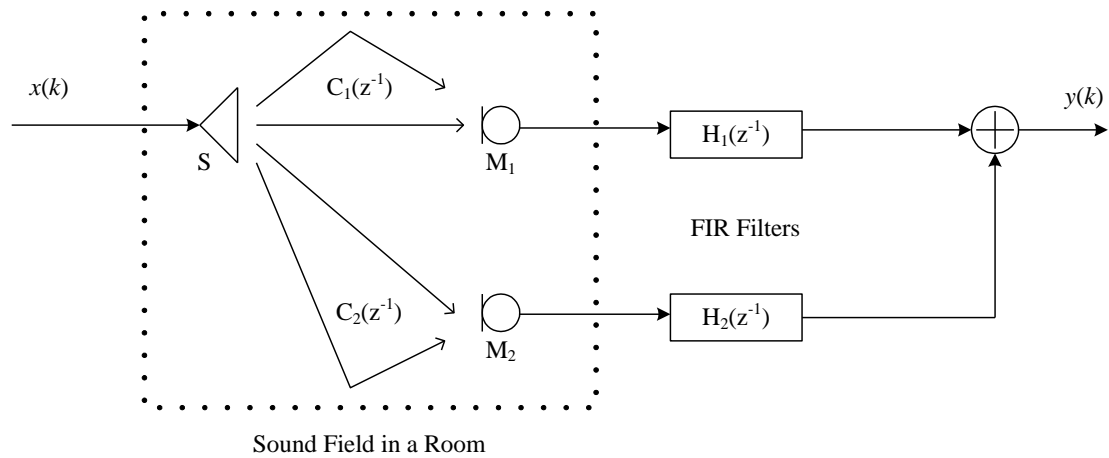 x(k)
C₁(z⁻¹)
y(k)
S
M₁
H₁(z⁻¹)
FIR Filters
C₂(z⁻¹)
M₂
H₂(z⁻¹)
Sound Field in a Room